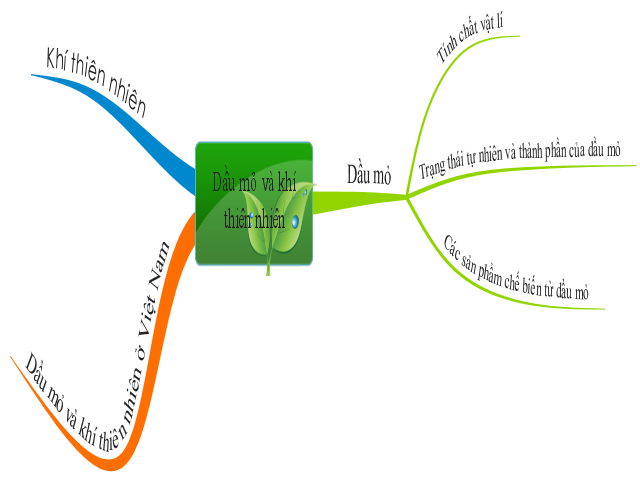 Dầu mỏ và khí
thiên nhiên
Khí thiên nhiên
Dầu mỏ và khí thiên nhiên ở Việt Nam
Dầu mỏ
Tính chất vật lí
Trạng thái tự nhiên và thành phần của dầu mỏ
Các sản phẩm chế biến từ dầu mỏ